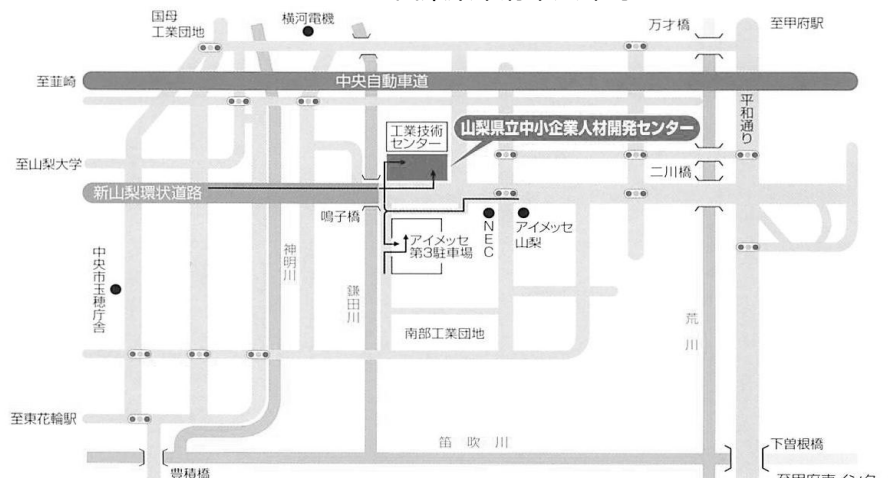 国母
工業団地
横河電機
万才橋
至甲府駅
至韮崎
中央自動車道
平和通り
工業技術
センター
山梨県立中小企業人材開発センター
至山梨大学
二川橋
新山梨環状道路
鳴子橋
アイメッセ
第3駐車場
NEC
アイメッセ
山梨
中央市玉穂庁舎
神明川
鎌田川
荒川
南部工業団地
至東花輪駅
笛吹川
下曽根橋
豊積橋